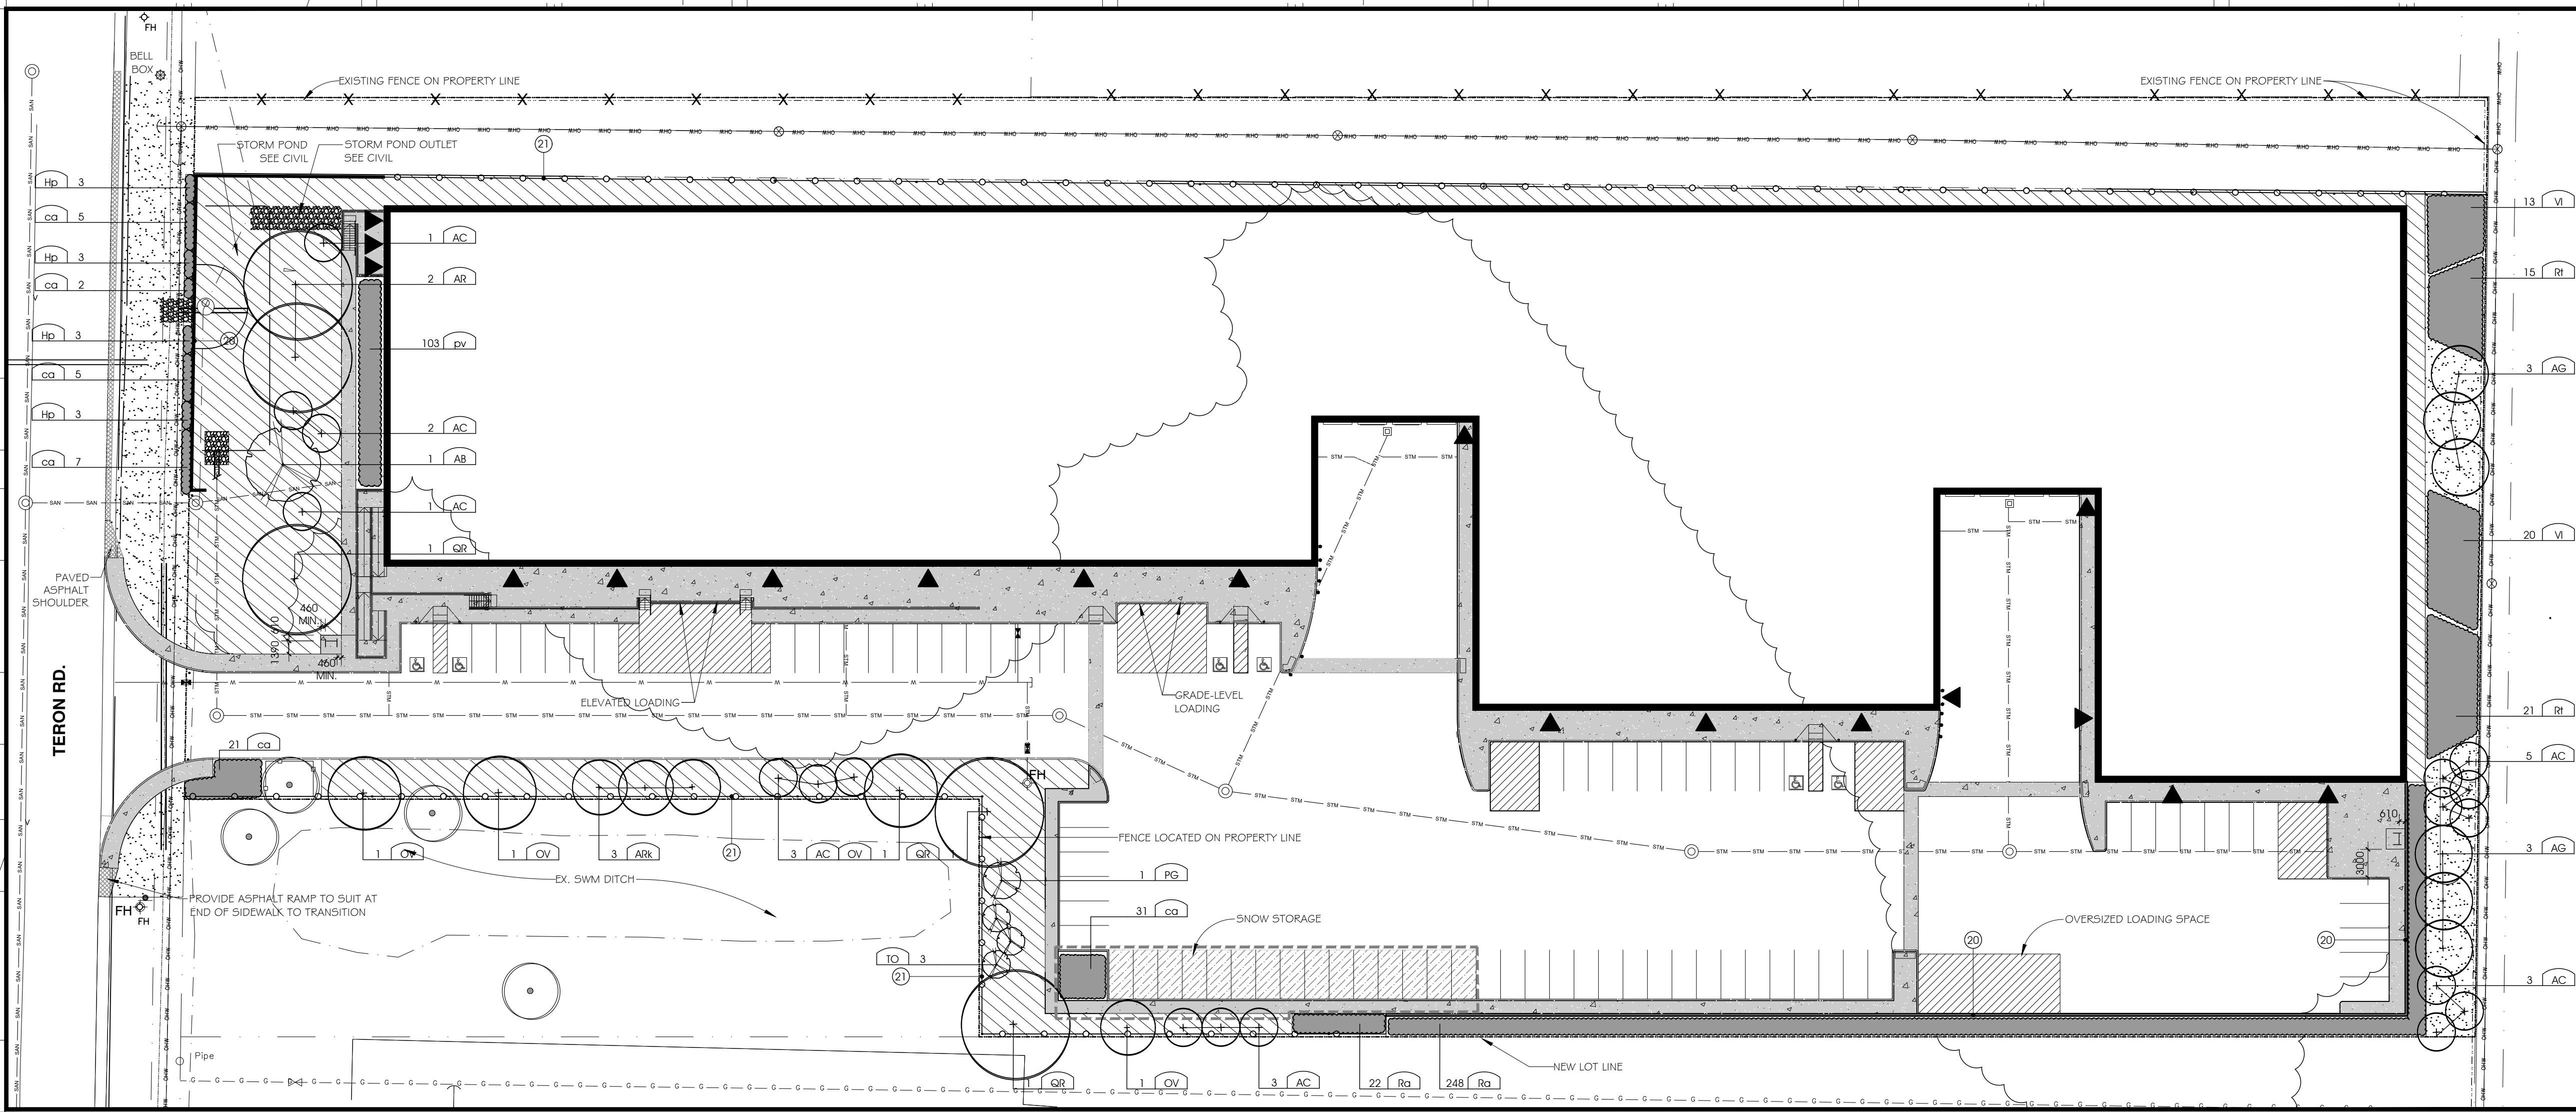 FH
BELL
BOX
EXISTING FENCE ON PROPERTY LINE
EXISTING FENCE ON PROPERTY LINE
STORM POND
SEE CIVIL
STORM POND OUTLET
SEE CIVIL
21
Hp 3
ca 5
Hp 3
ca 2
Hp 3
ca 5
Hp 3
ca 7
20
1 AC
2 AR
103 pv
2 AC
1 AB
1 AC
1 QR
13 VI
15 Rt
3 AG
20 VI
21 Rt
5 AC
3 AG
3 AC
PAVED
ASPHALT
SHOULDER
460
MIN.
1390 610
460
MIN.
TERON RD.
ELEVATED LOADING
GRADE-LEVEL
LOADING
21 ca
FH
610
3000
1 OV
1 OV
3 ARk
21
3 AC
OV 1
QR 1
FENCE LOCATED ON PROPERTY LINE
EX. SWM DITCH
1 PG
31 ca
PROVIDE ASPHALT RAMP TO SUIT AT
END OF SIDEWALK TO TRANSITION
FH
FH
SNOW STORAGE
OVERSIZED LOADING SPACE
20
20
TO 3
21
Pipe
NEW LOT LINE
1 QR
1 OV
3 AC
22 Ra
248 Ra